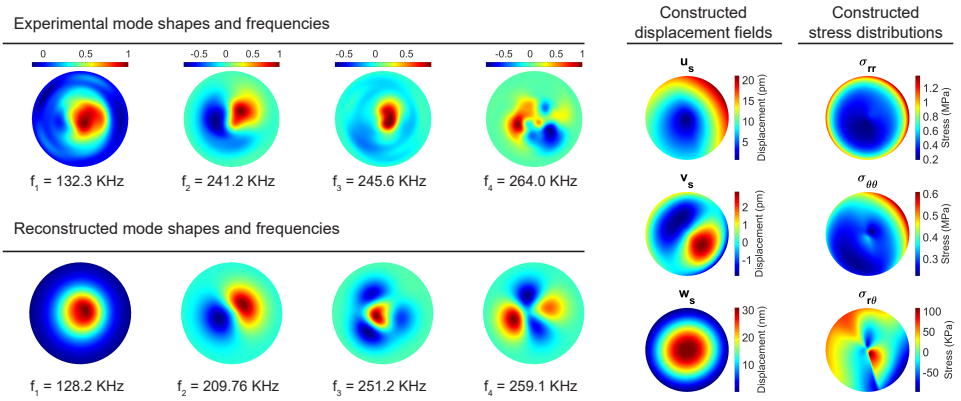 Experimental mode shapes and frequencies
0 0.5 1
-0.5 0 0.5 1
-0.5 0 0.5
-0.5 0 0.5 1
f1 = 132.3 KHz
f2 = 241.2 KHz
f3 = 245.6 KHz
f4 = 264.0 KHz
Reconstructed mode shapes and frequencies
f1 = 128.2 KHz
f2 = 209.76 KHz
f3 = 251.2 KHz
f4 = 259.1 KHz
Constructed
displacement fields
us
20
15
10
5
Displacement (pm)
vs
2
1
0
-1
Displacement (pm)
ws
30
20
10
Displacement (nm)
Constructed
stress distributions
σrr
1.2
1
0.8
0.6
0.4
0.2
Stress (MPa)
σθθ
0.6
0.5
0.4
0.3
Stress (MPa)
σrθ
100
50
0
-50
Stress (KPa)